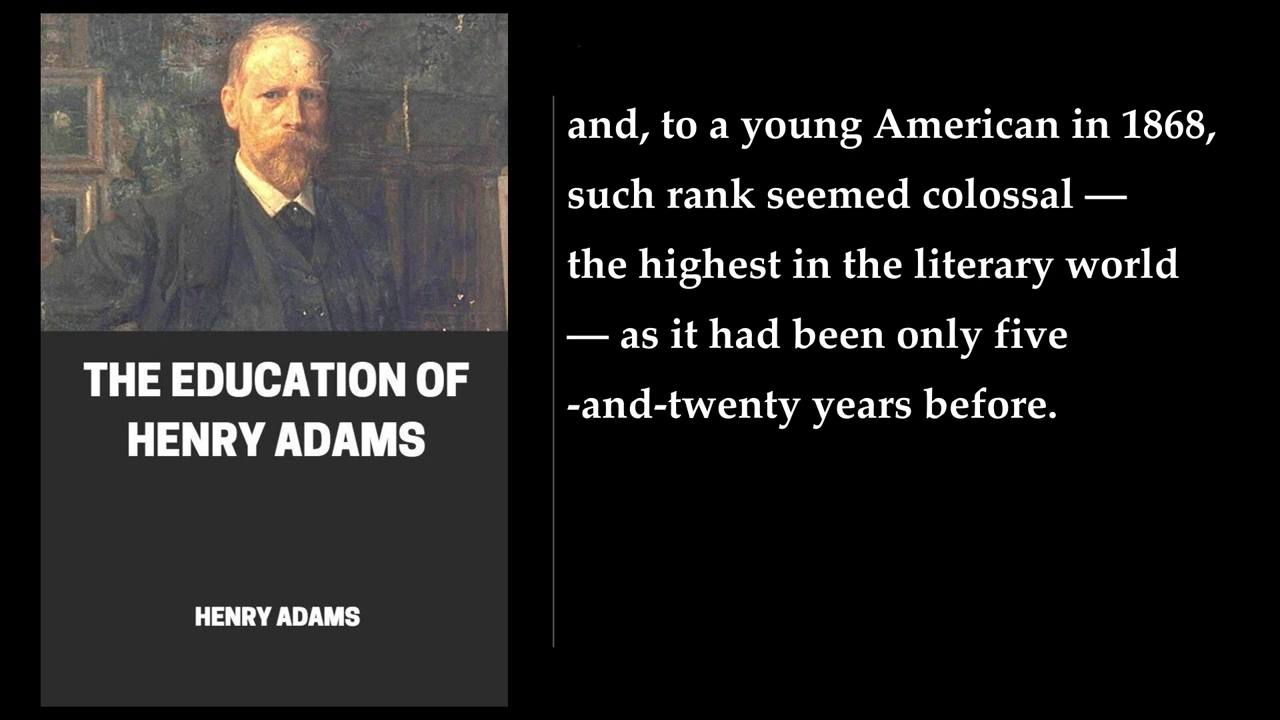 THE EDUCATION OF
HENRY ADAMS
HENRY ADAMS
and, to a young American in 1868,
such rank seemed colossal —
the highest in the literary world
— as it had been only five
-and-twenty years before.